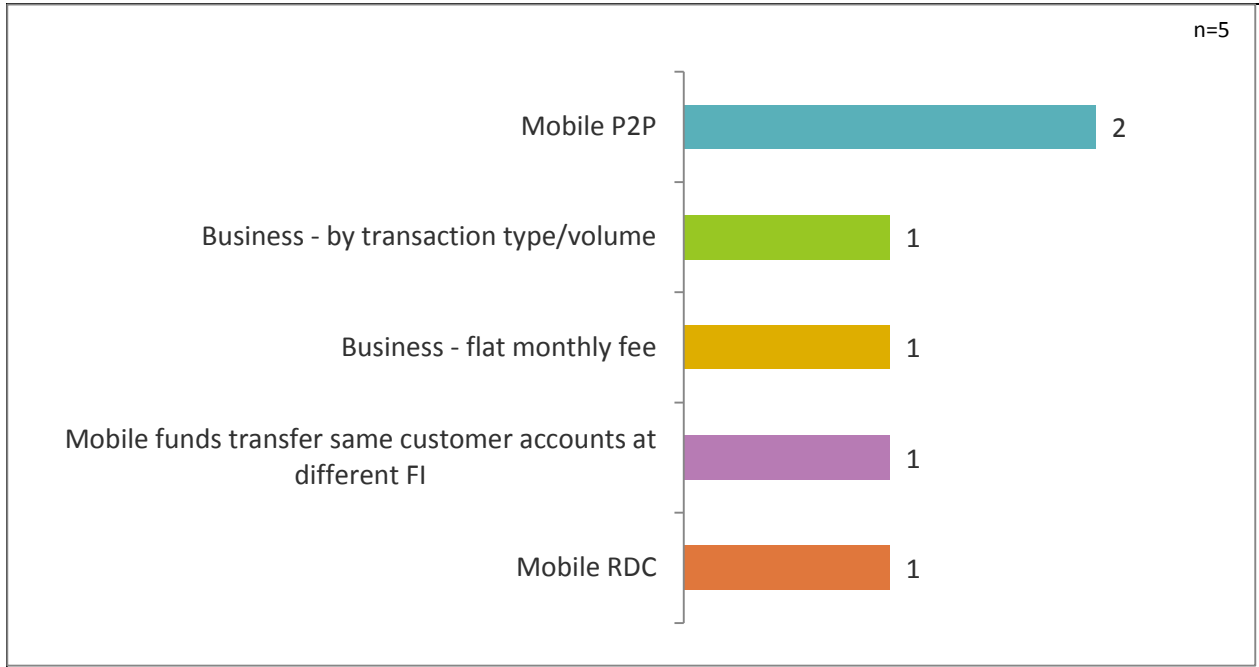 n=5
Mobile P2P
2
Business - by transaction type/volume
1
Business - flat monthly fee
1
Mobile funds transfer same customer accounts at
different FI
1
Mobile RDC
1